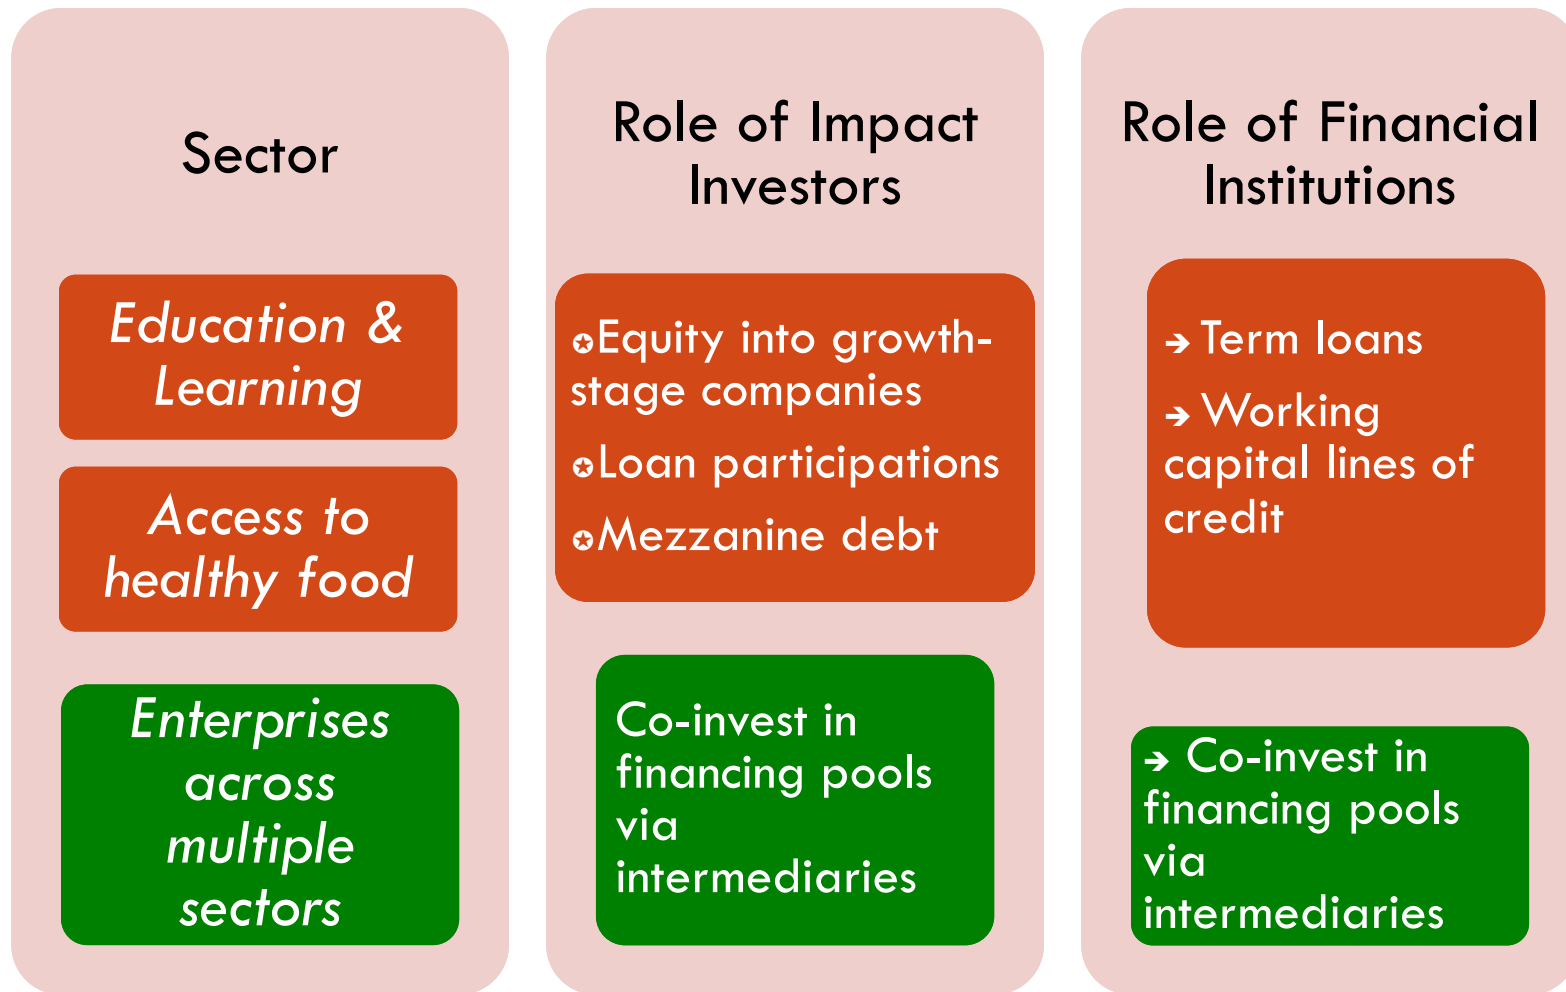 Sector
Education &
Learning
Access to
healthy food
Enterprises
across
multiple
sectors
Role of Impact
Investors
✪Equity into growth-
stage companies
✪Loan participations
✪Mezzanine debt
Co-invest in
financing pools
via
intermediaries
Role of Financial
Institutions
➔ Term loans
➔ Working
capital lines of
credit
➔ Co-invest in
financing pools
via
intermediaries